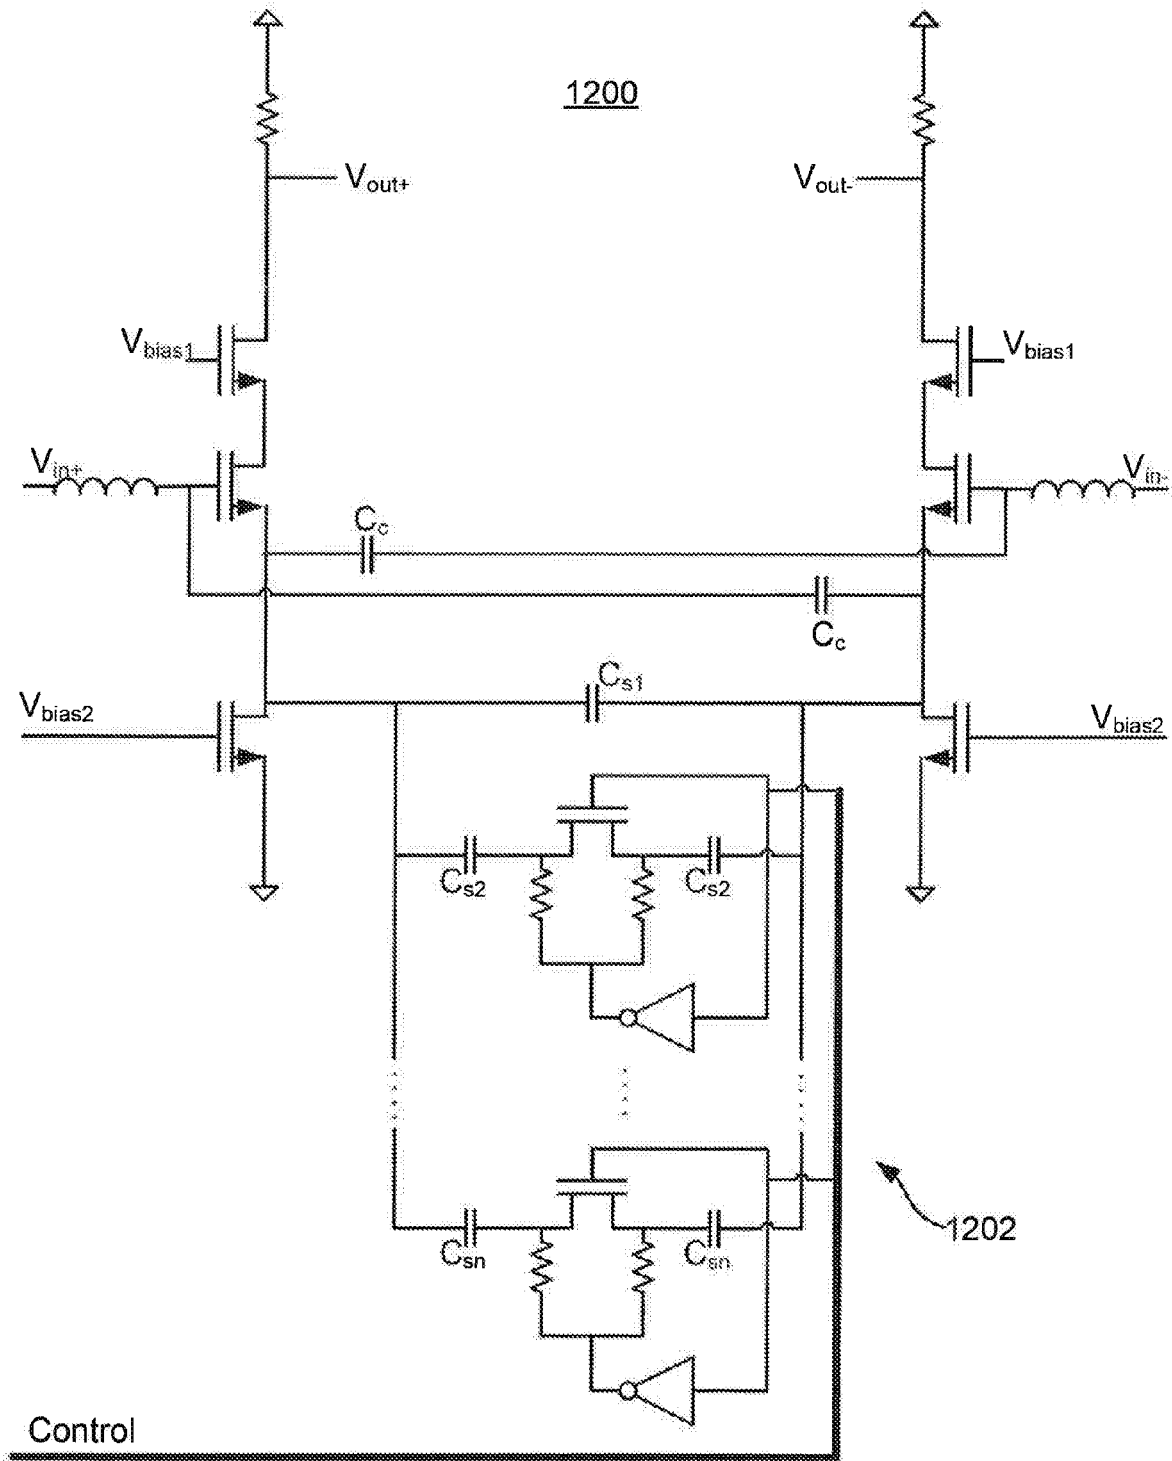 1200
Vout+
Vout-
Vbias1
Vbias1
Vin+
Vin-
Cc
Cc
Cs1
Vbias2
Vbias2
Cs2
Cs2
Csn
Csn
1202
Control